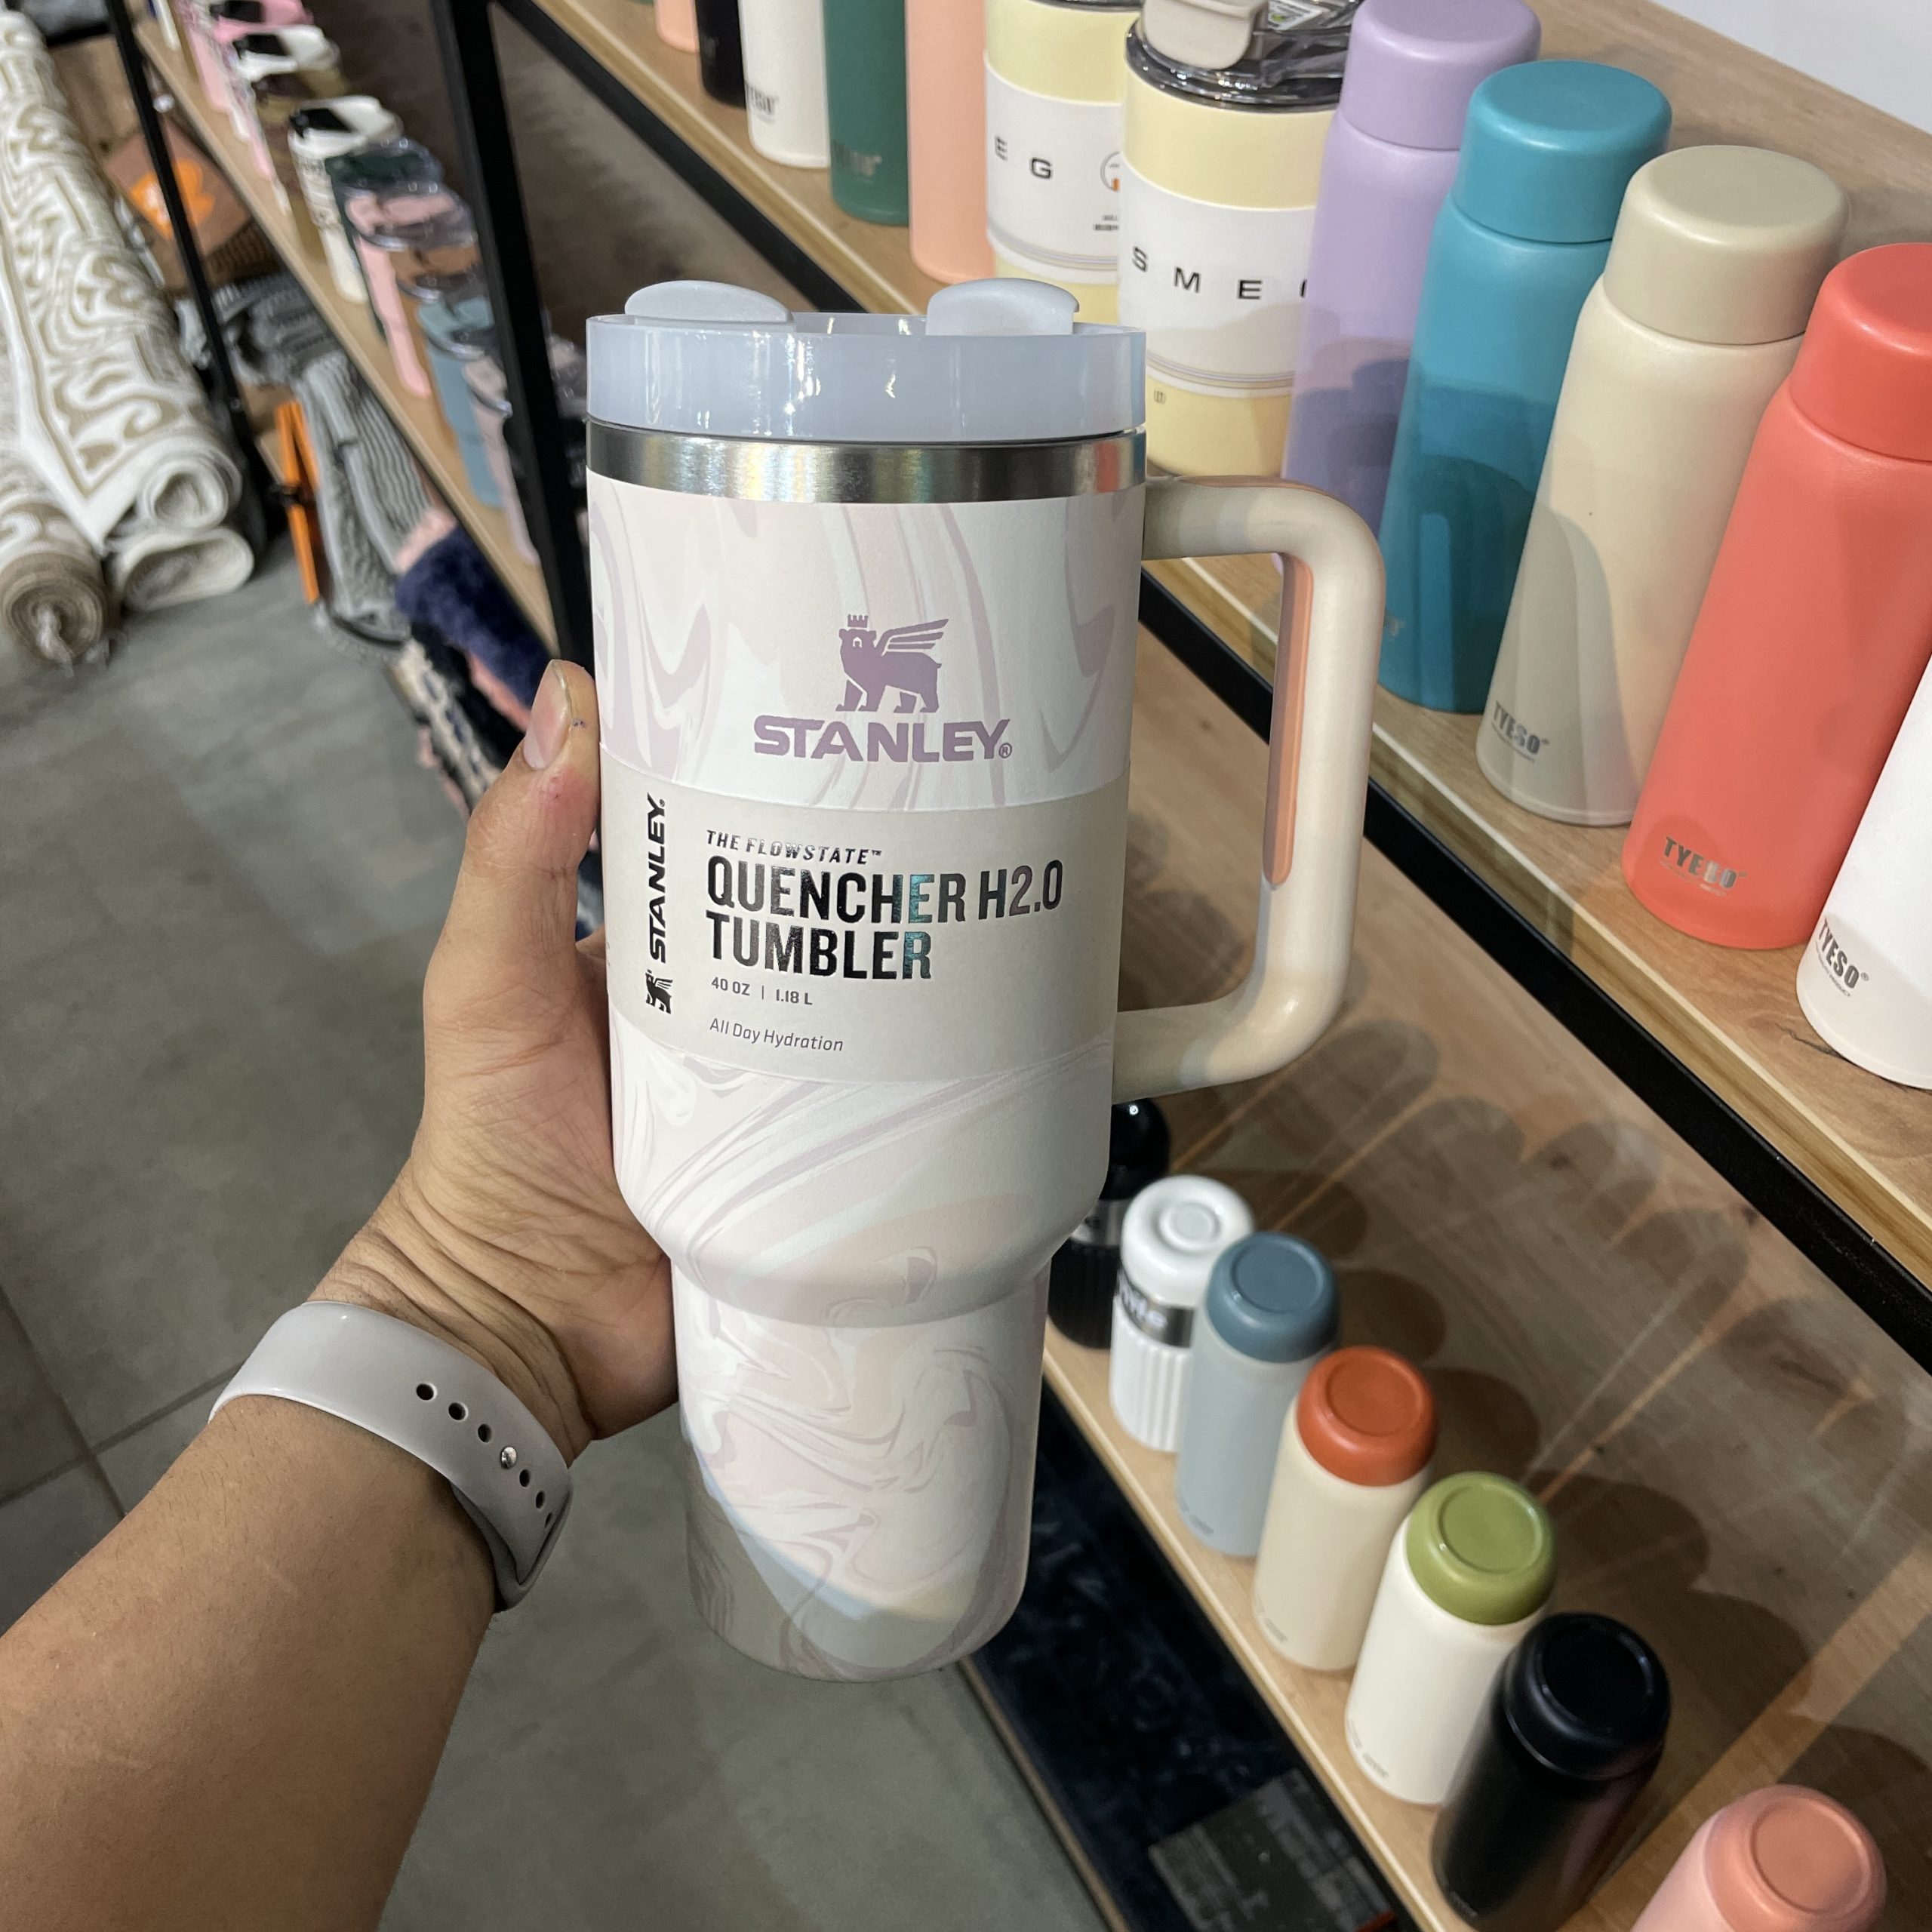 STANLEY®
STANLEY®
THE FLOWSTATE™
QUENCHER H2.0
TUMBLER
40 OZ | 1.18 L
All Day Hydration
E G
S M E
TYESO
TYESO
TYESO®